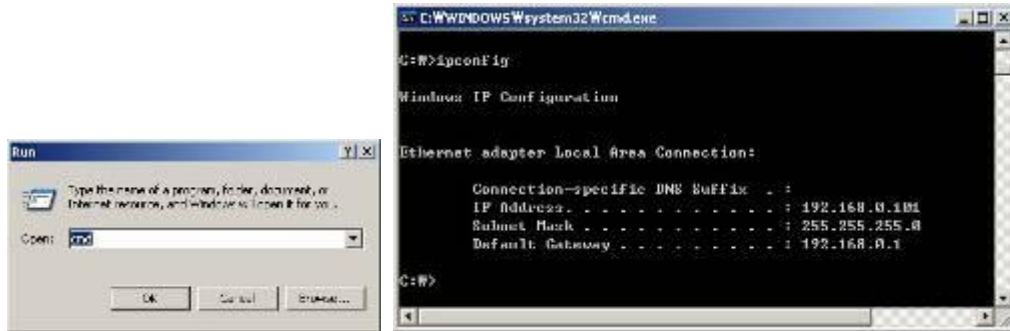 Run
Type the name of a program, folder, document, or
Internet resource, and Windows will open it for you.
Open: cmd
OK Cancel Browse...
C:₩WINDOWS₩system32₩cmd.exe
C:₩>ipconfig
Windows IP Configuration
Ethernet adapter Local Area Connection:
Connection-specific DNS Suffix . :
IP Address. . . . . . . . . . . . : 192.168.0.101
Subnet Mask . . . . . . . . . . . : 255.255.255.0
Default Gateway . . . . . . . . . : 192.168.0.1
C:₩>